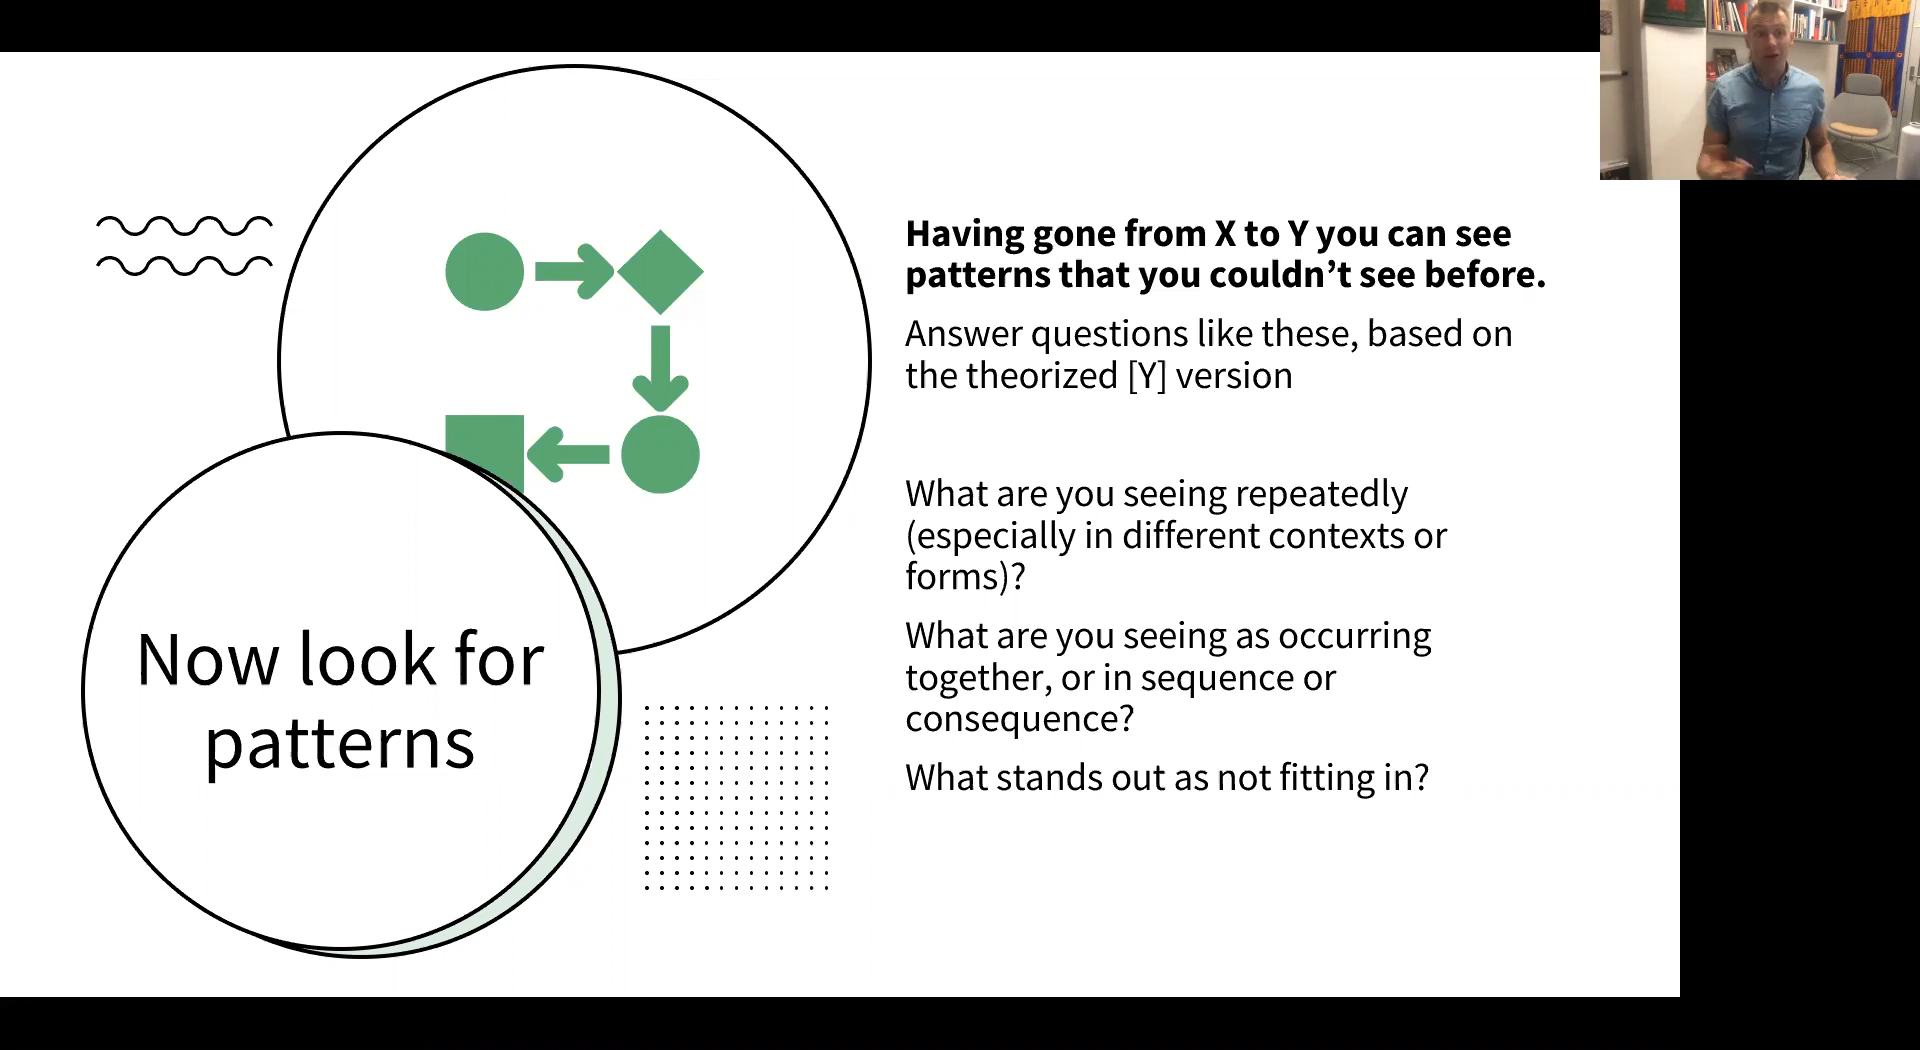 Now look for
patterns
Having gone from X to Y you can see
patterns that you couldn’t see before.
Answer questions like these, based on
the theorized [Y] version
What are you seeing repeatedly
(especially in different contexts or
forms)?
What are you seeing as occurring
together, or in sequence or
consequence?
What stands out as not fitting in?